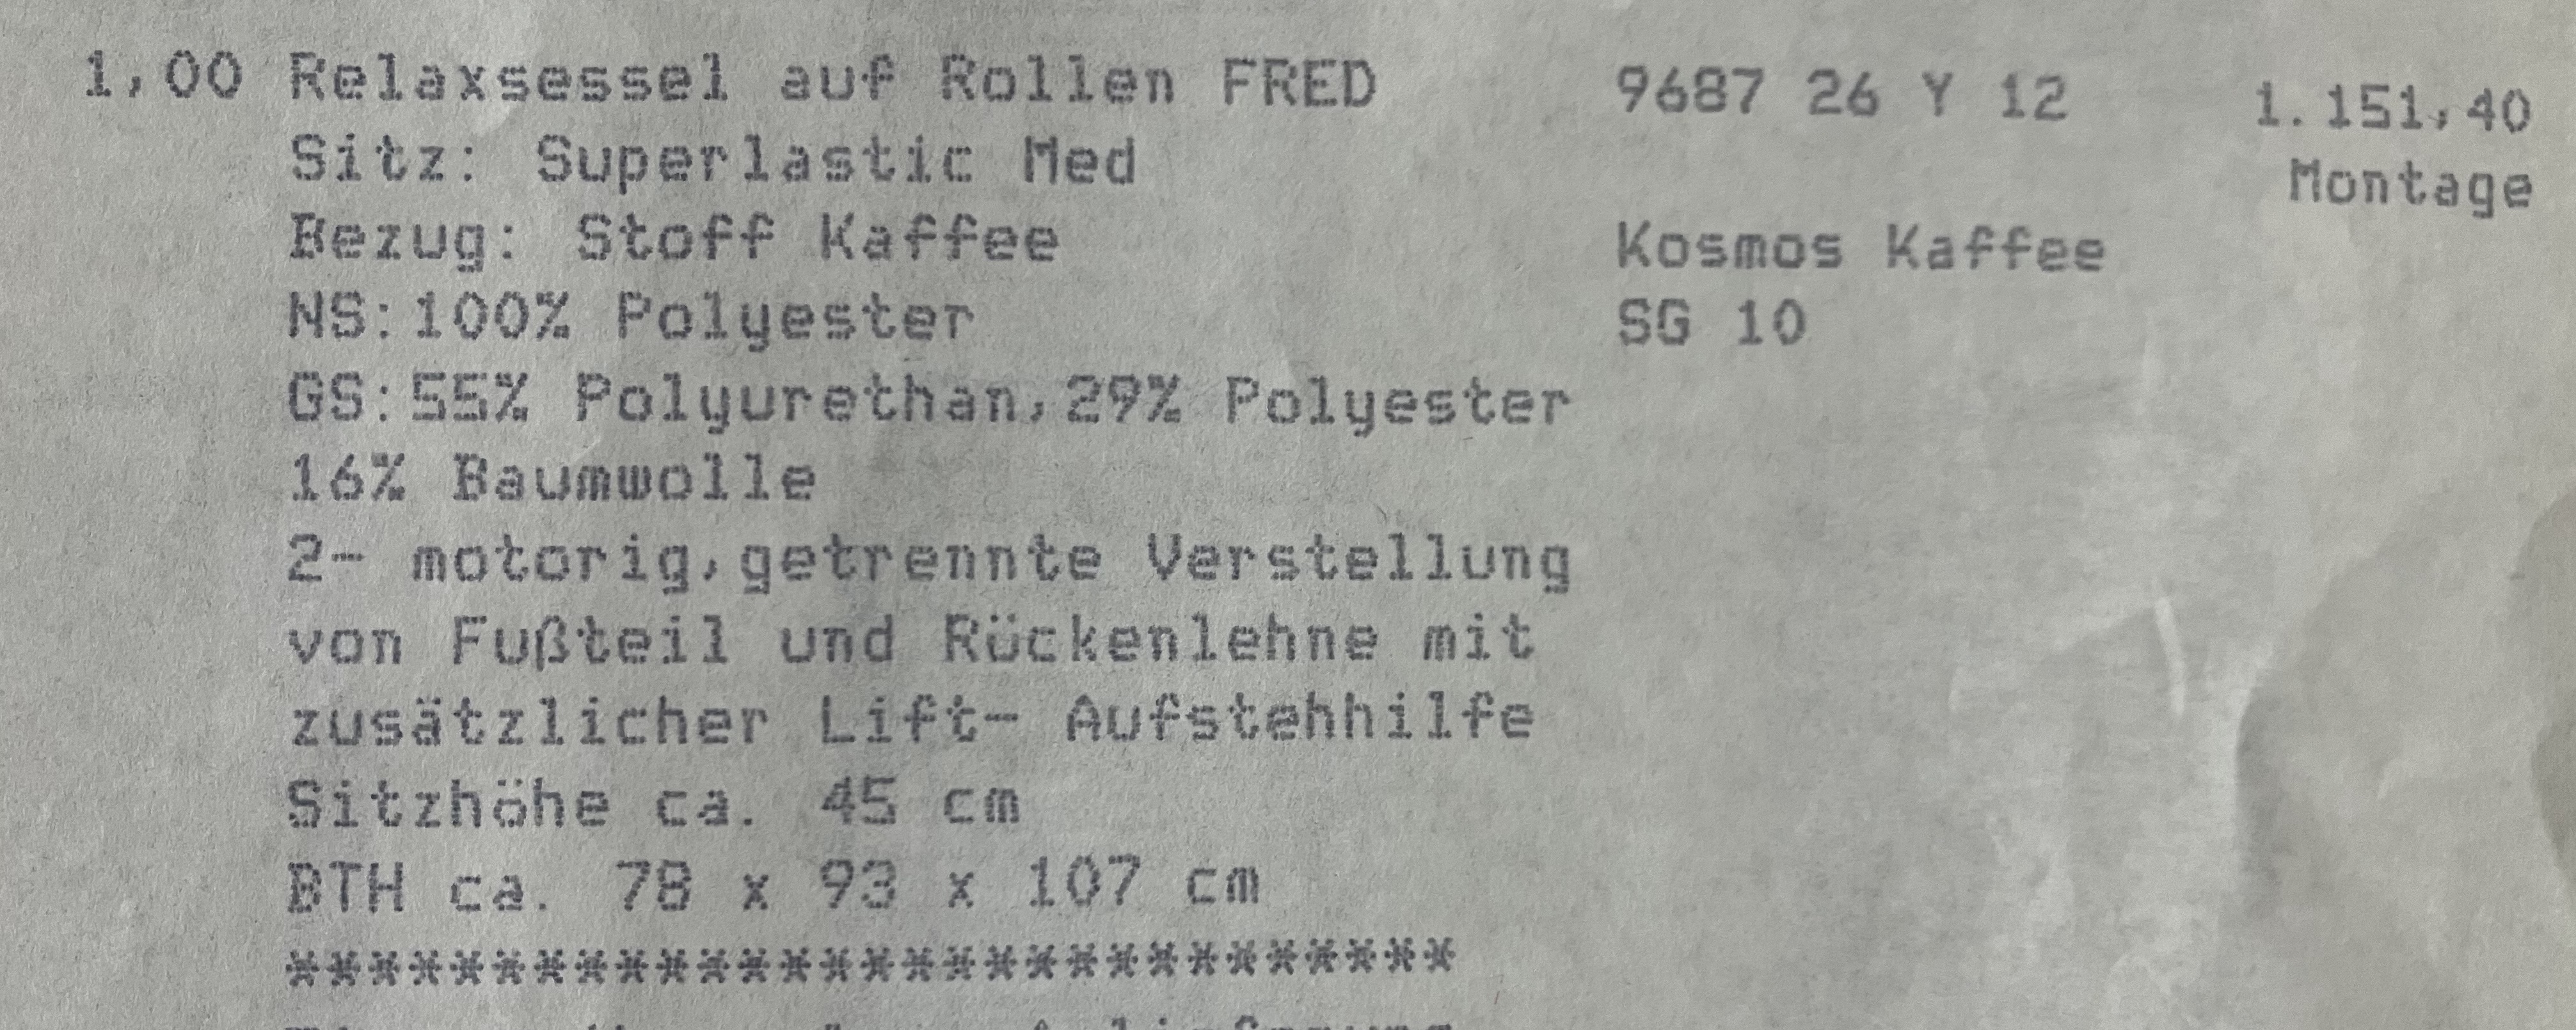 1,00 Relaxsessel auf Rollen FRED 9687 26 Y 12 1.151,40
Sitz: Superlastic Med Montage
Bezug: Stoff Kaffee Kosmos Kaffee
NS:100% Polyester SG 10
GS:55% Polyurethan,29% Polyester
16% Baumwolle
2- motorig,getrennte Verstellung
von Fußteil und Rückenlehne mit
zusätzlicher Lift- Aufstehhilfe
Sitzhöhe ca. 45 cm
BTH ca. 78 x 93 x 107 cm
*****************************